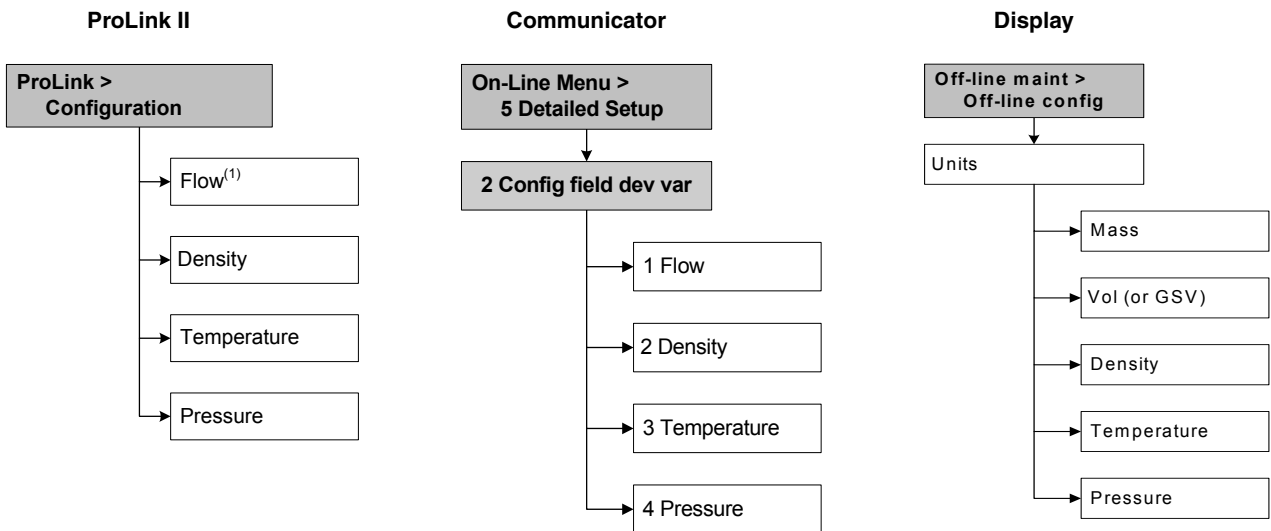 ProLink II
ProLink >
Configuration
Flow(1)
Density
Temperature
Pressure
Communicator
On-Line Menu >
5 Detailed Setup
2 Config field dev var
1 Flow
2 Density
3 Temperature
4 Pressure
Display
Off-line maint >
Off-line config
Units
Mass
Vol (or GSV)
Density
Temperature
Pressure